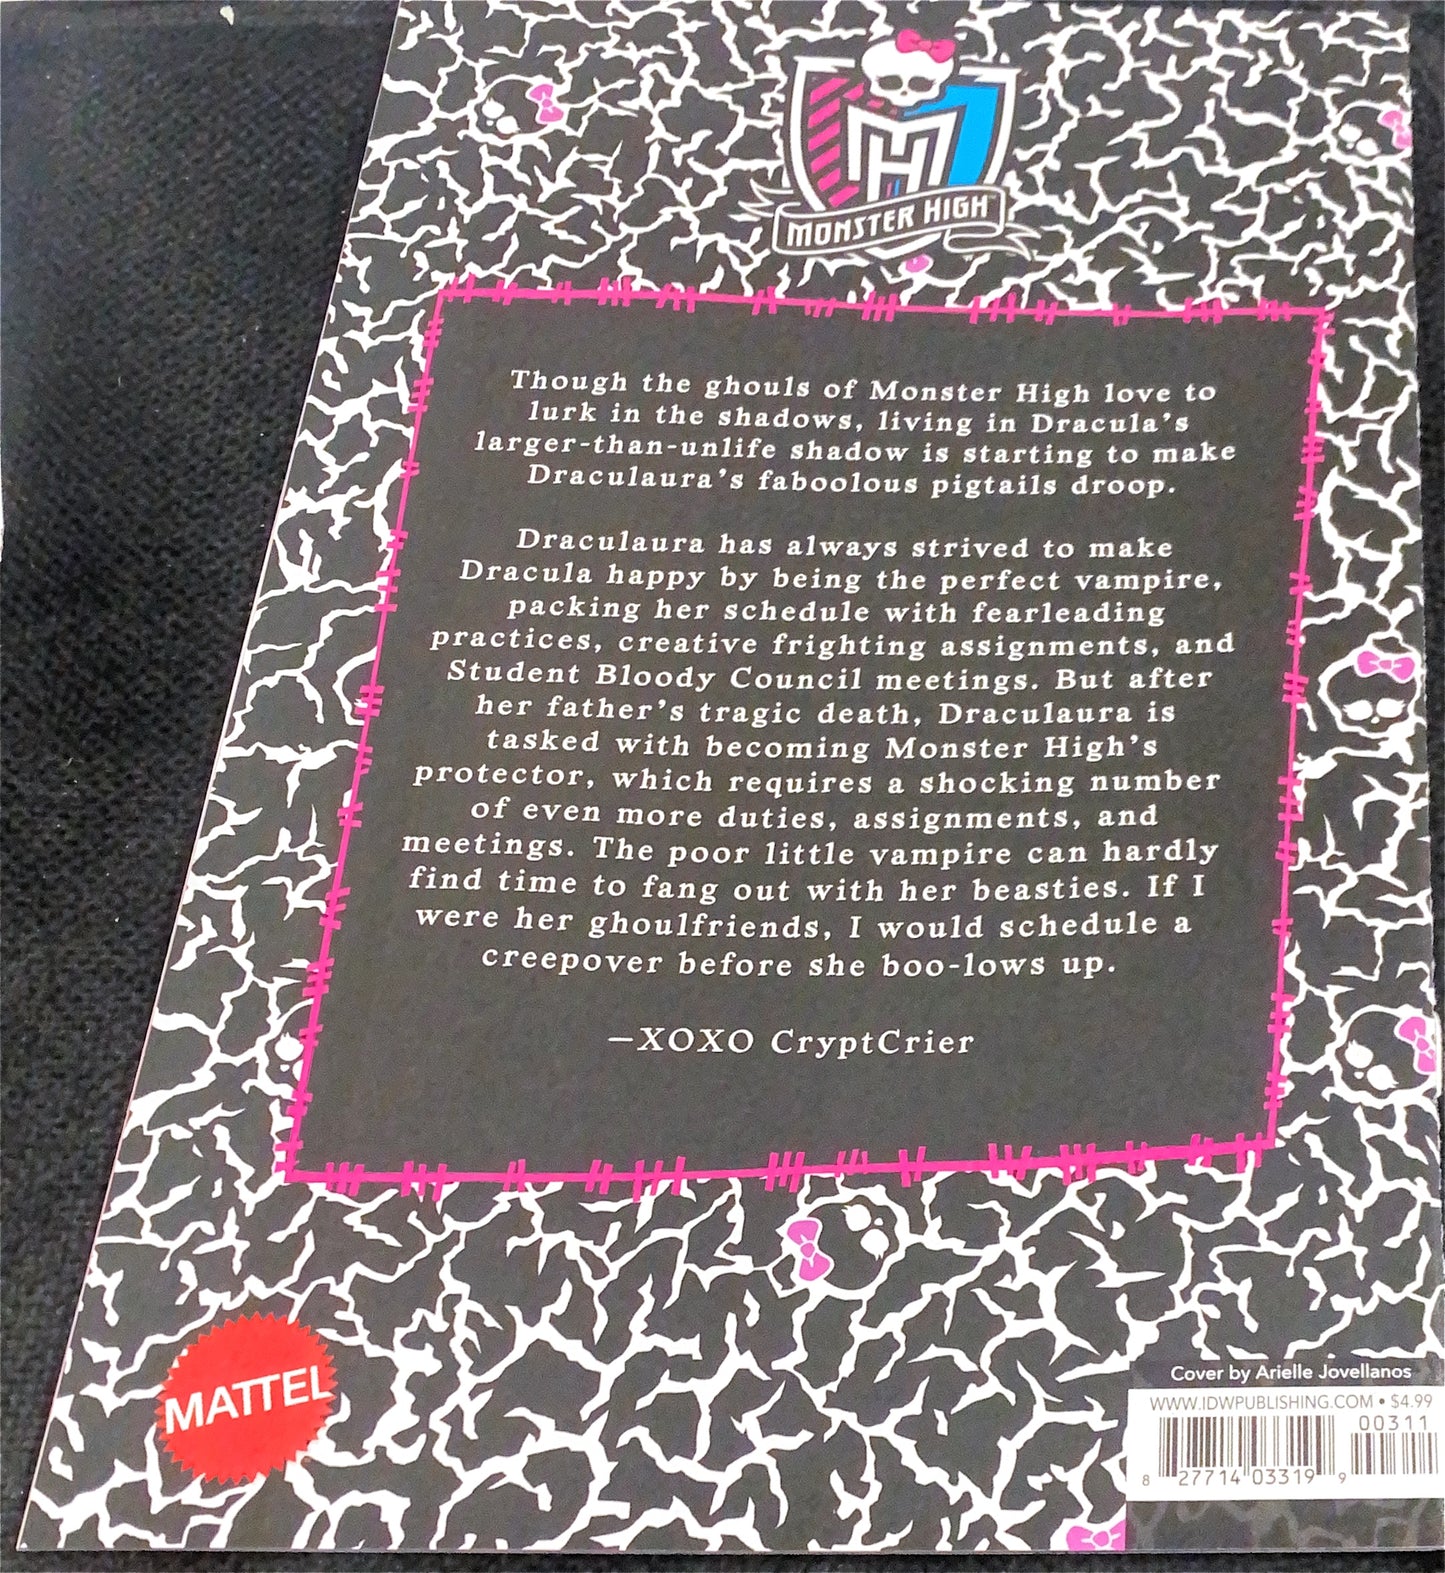 MONSTER HIGH
Though the ghouls of Monster High love to
lurk in the shadows, living in Dracula's
larger-than-unlife shadow is starting to make
Draculaura's faboolous pigtails droop.
Draculaura has always strived to make
Dracula happy by being the perfect vampire,
packing her schedule with fearleading
practices, creative frighting assignments, and
Student Bloody Council meetings. But after
her father's tragic death, Draculaura is
tasked with becoming Monster High's
protector, which requires a shocking number
of even more duties, assignments, and
meetings. The poor little vampire can hardly
find time to fang out with her beasties. If I
were her ghoulfriends, I would schedule a
creepover before she boo-lows up.
—XOXO CryptCrier
MATTEL
Cover by Arielle Jovellanos
WWW.IDWPUBLISHING.COM • $4.99
00311
8 27714 03319 9